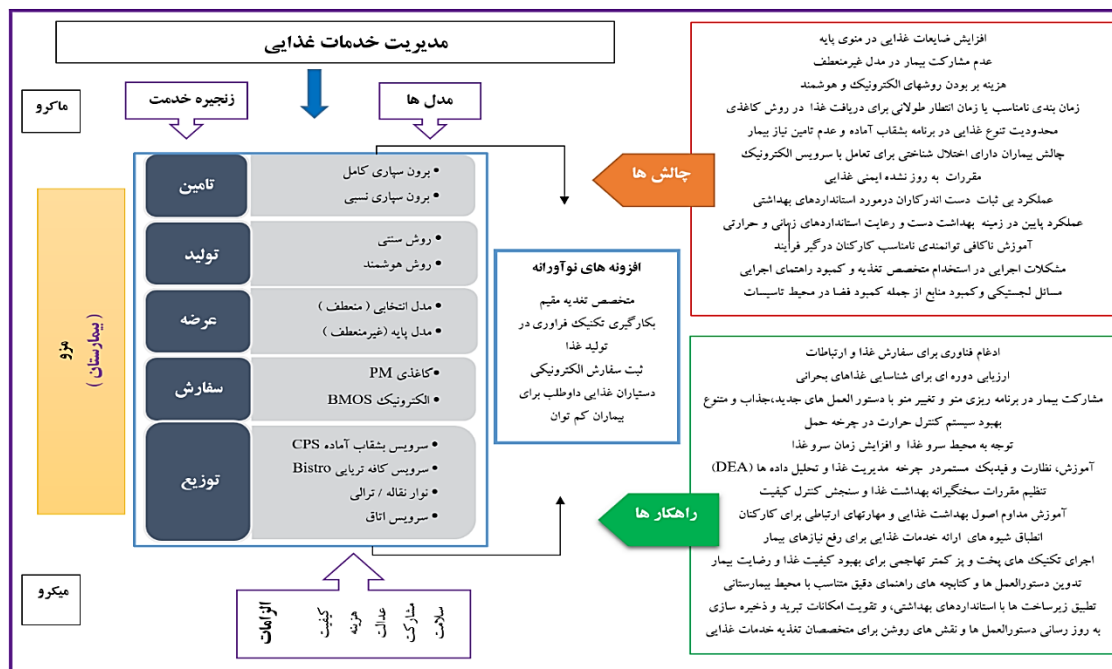 مدیریت خدمات غذایی
ماکرو
زنجیره خدمت
مدل ها
تامین
برون سپاری کامل
برون سپاری نسبی
تولید
روش سنتی
روش هوشمند
عرضه
مدل انتخابی ( منعطف )
مدل پایه (غیرمنعطف )
سفارش
کاغذی PM
الکترونیک BMOS
توزیع
سرویس بشقاب آماده CPS
سرویس کافه تریایی Bistro
نوار نقاله / ترالی
سرویس اتاق
مزو
( بیمارستان )
میکرو
الزامات
کیفیت
هزینه
عدالت
مشارکت
سلامت
افزونه های نوآورانه
متخصص تغدیه مقیم
بکارگیری تکنیک فراوری در
تولید غذا
ثبت سفارش الکترونیکی
دستیاران غذایی داوطلب برای
بیماران کم توان
چالش ها
افزایش ضایعات غذایی در منوی پایه
عدم مشارکت بیمار در مدل غیرمنعطف
هزینه بر بودن روشهای الکترونیک و هوشمند
زمان بندی نامناسب یا زمان انتظار طولانی برای دریافت غذا در روش کاغذی
محدودیت تنوع غذایی در برنامه بشقاب آماده و عدم تامین نیاز بیمار
چالش بیماران دارای اختلال شناختی برای تعامل با سرویس الکترونیک
مقررات به روز نشده ایمنی غذایی
عملکرد بی ثبات دست اندرکاران درمورد استانداردهای بهداشتی
عملکرد پایین در زمینه بهداشت دست و رعایت استانداردهای زمانی و حرارتی
آموزش ناکافی توانمندی نامناسب کارکنان درگیر فرآیند
مشکلات اجرایی در استخدام متخصص تغذیه و کمبود راهنمای اجرایی
مسائل لجستیکی وکمبود منابع از جمله کمبود فضا در محیط تاسیسات
راهکار ها
ادغام فناوری برای سفارش غذا و ارتباطات
ارزیابی دوره ای برای شناسایی غذاهای بحرانی
مشارکت بیمار در برنامه ریزی منو و تغییر منو با دستور العمل های جدید،جذاب و متنوع
بهبود سیستم کنترل حرارت در چرخه حمل
توجه به محیط سرو غذا و افزایش زمان سرو غذا
آموزش، نظارت و فیدبک مستمردر چرخه مدیریت غذا و تحلیل داده ها (DEA)
تنظیم مقررات سختگیرانه بهداشت غذا و سنجش کنترل کیفیت
آموزش مداوم اصول بهداشت غذایی و مهارتهای ارتباطی برای کارکنان
انطباق شیوه های ارائه خدمات غذایی برای رفع نیازهای بیمار
اجرای تکنیک های پخت و پز کمتر تهاجمی برای بهبود کیفیت غذا و رضایت بیمار
تدوین دستورالعمل ها و کتابچه های راهنمای دقیق متناسب با محیط بیمارستانی
تطبیق زیرساخت ها با استانداردهای بهداشتی، و تقویت امکانات تبرید و ذخیره سازی
به روز رسانی دستورالعمل ها و نقش های روشن برای متخصصان تغذیه خدمات غذایی